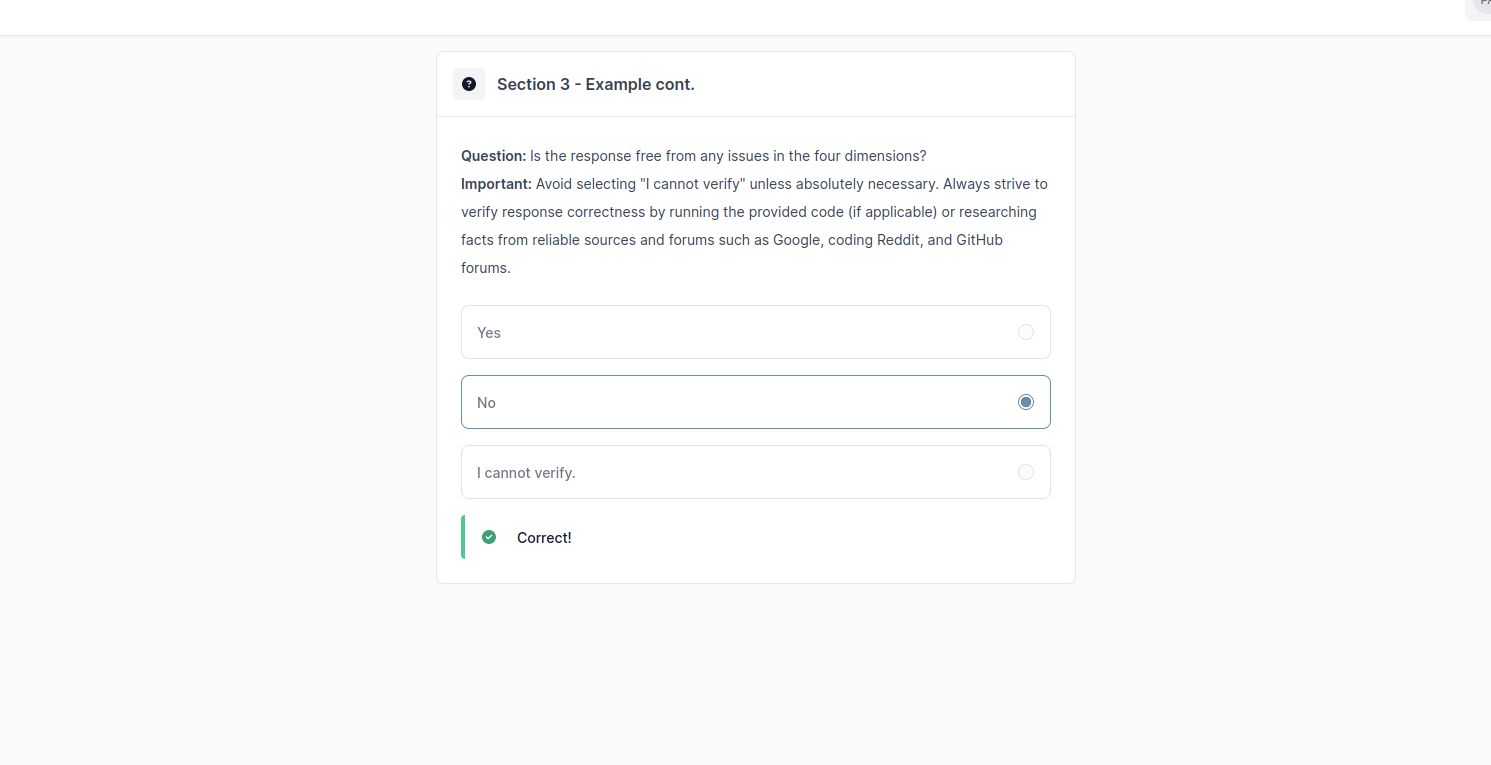 Section 3 - Example cont.
Question: Is the response free from any issues in the four dimensions?
Important: Avoid selecting "I cannot verify" unless absolutely necessary. Always strive to
verify response correctness by running the provided code (if applicable) or researching
facts from reliable sources and forums such as Google, coding Reddit, and GitHub
forums.
Yes
No
I cannot verify.
Correct!